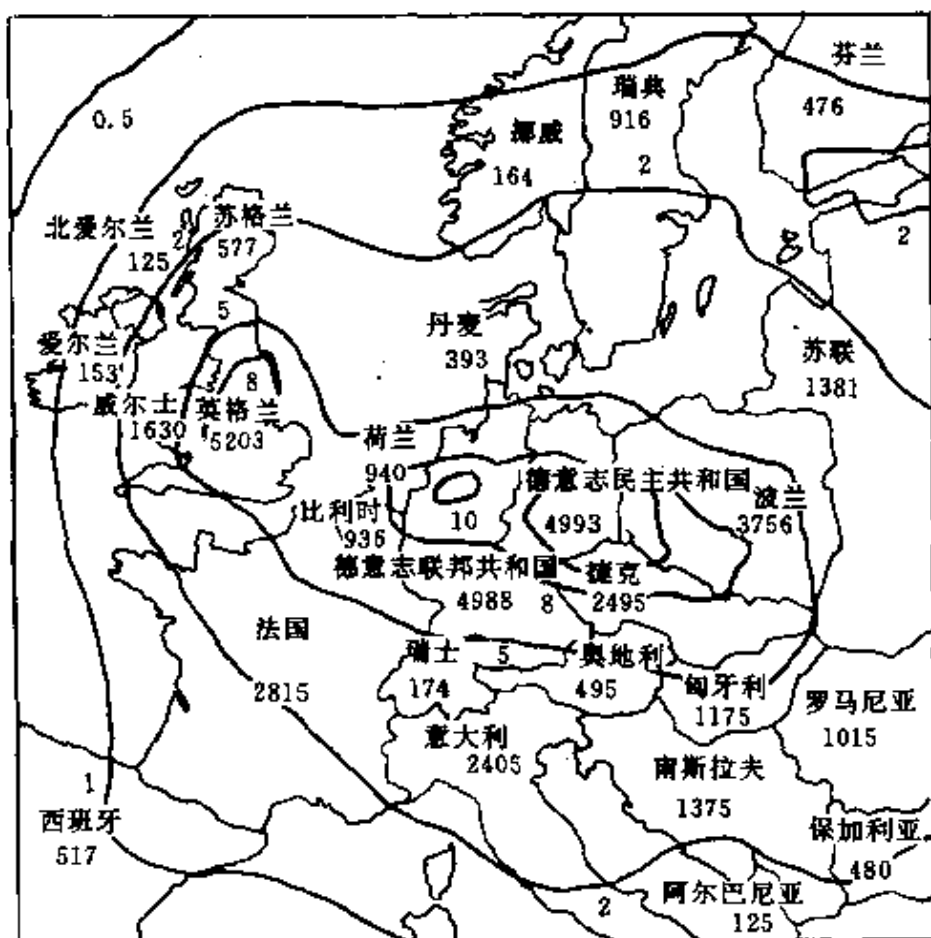 芬兰
瑞典
476
0.5
916
挪威
2
164
苏格兰
北爱尔兰
2
577
2
125
5
丹麦
爱尔兰
393
苏联
153
8
1381
威尔士
英格兰
1630
5203
荷兰
940
德意志民主共和国
波兰
比利时
10
4993
3756
936
德意志联邦共和国
捷克
4988
8
2495
法国
瑞士
5
奥地利
174
495
匈牙利
2815
1175
罗马尼亚
意大利
1015
2405
南斯拉夫
1
1375
西班牙
保加利亚
517
480
阿尔巴尼亚
2
125